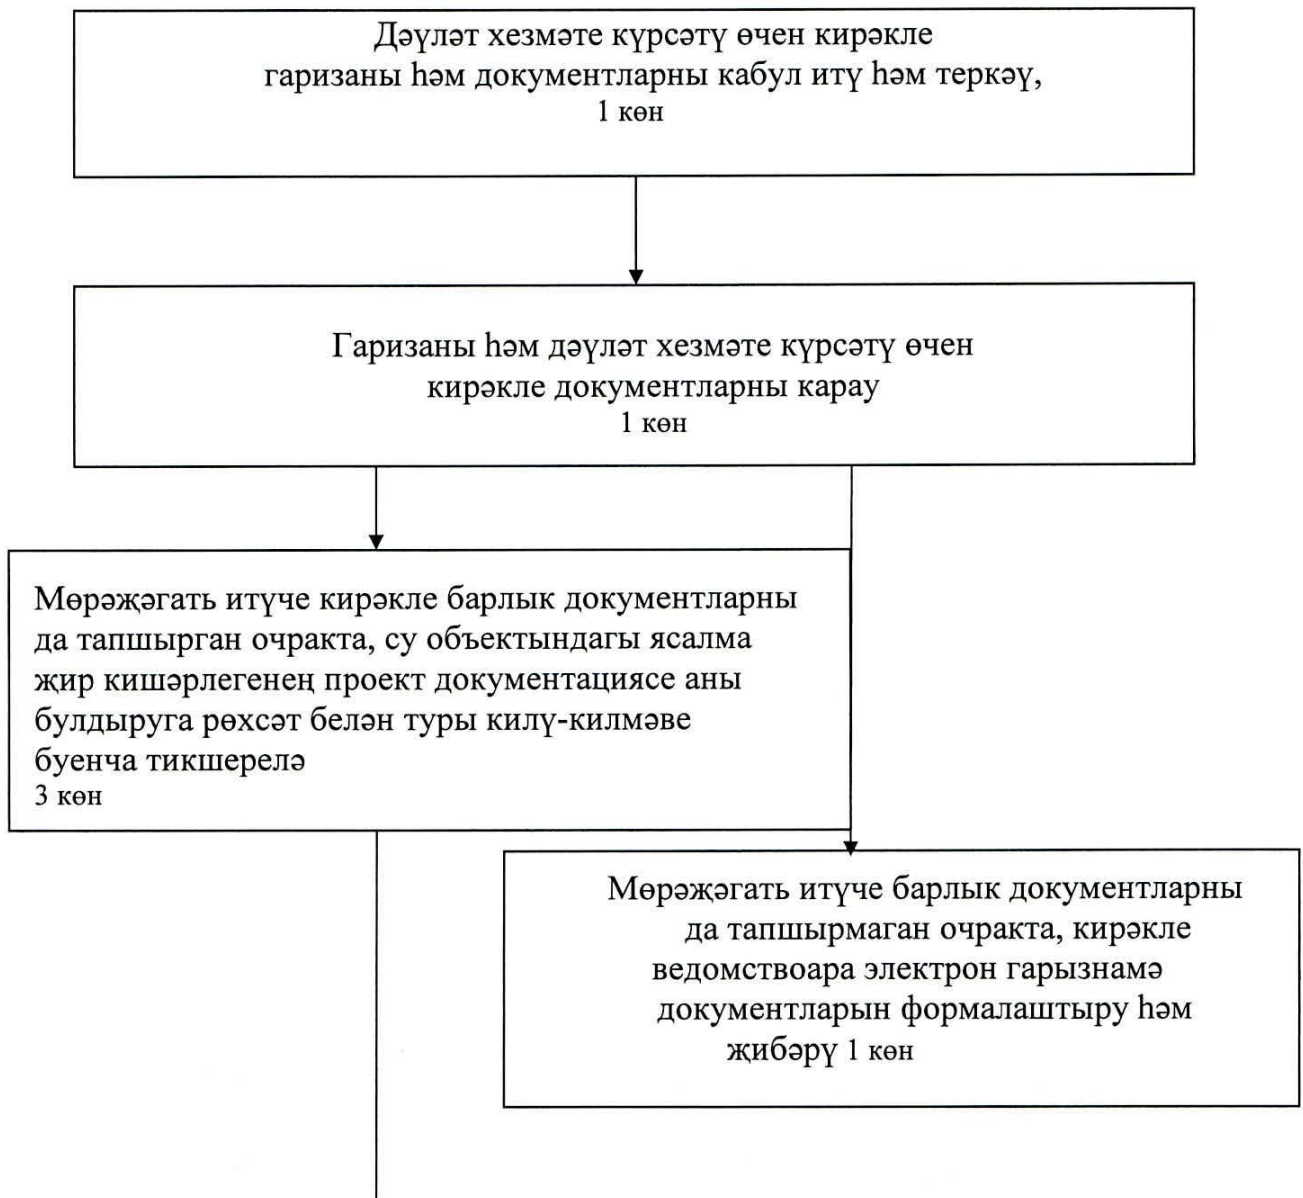 Дәүләт хезмәте күрсәтү өчен кирәкле
гаризаны һәм документларны кабул итү һәм теркәү,
1 көн
Гаризаны һәм дәүләт хезмәте күрсәтү өчен
кирәкле документларны карау
1 көн
Мөрәҗәгать итүче кирәкле барлык документларны
да тапшырган очракта, су объектындагы ясалма
җир кишәрлегенең проект документациясе аны
булдыруга рөхсәт белән туры килү-килмәве
буенча тикшерелә
3 көн
Мөрәҗәгать итүче барлык документларны
да тапшырмаган очракта, кирәкле
ведомствоара электрон гарызнамә
документларын формалаштыру һәм
җибәрү 1 көн